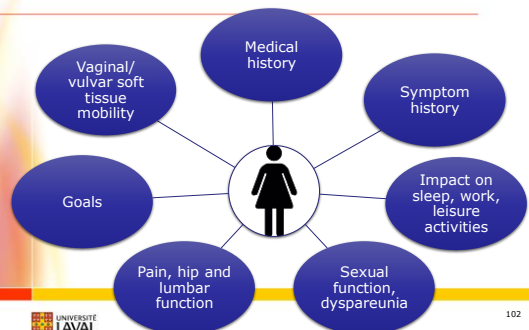 Medical
history
Vaginal/
vulvar soft
tissue
mobility
Symptom
history
Goals
Impact on
sleep, work,
leisure
activities
Pain, hip and
lumbar
function
Sexual
function,
dyspareunia
UNIVERSITÉ
LAVAL
102